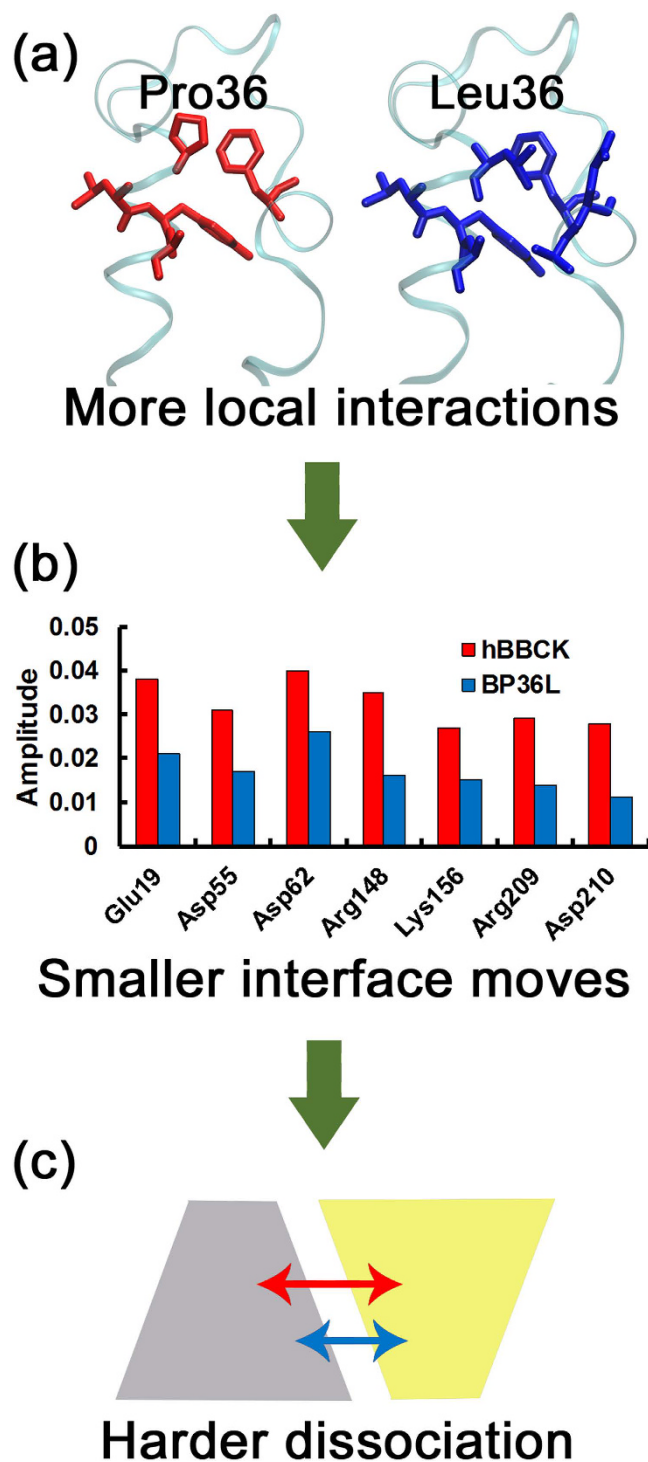 (a)
Pro36 Leu36
More local interactions
(b)
0.05
0.04
0.03
0.02
0.01
0
Amplitude
hBBCK
BP36L
Glu19 Asp55 Asp62 Arg148 Lys156 Arg209 Asp210
Smaller interface moves
(c)
Harder dissociation